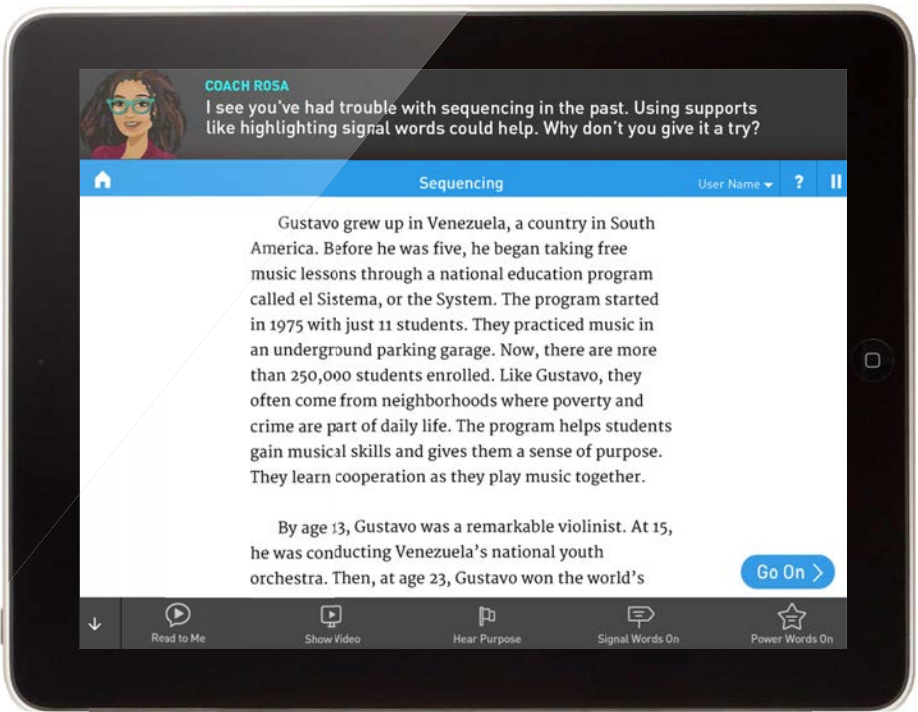 COACH ROSA
I see you've had trouble with sequencing in the past. Using supports
like highlighting signal words could help. Why don't you give it a try?
Sequencing
User Name
?
Gustavo grew up in Venezuela, a country in South
America. Before he was five, he began taking free
music lessons through a national education program
called el Sistema, or the System. The program started
in 1975 with just 11 students. They practiced music in
an underground parking garage. Now, there are more
than 250,000 students enrolled. Like Gustavo, they
often come from neighborhoods where poverty and
crime are part of daily life. The program helps students
gain musical skills and gives them a sense of purpose.
They learn cooperation as they play music together.
By age 13, Gustavo was a remarkable violinist. At 15,
he was conducting Venezuela's national youth
orchestra. Then, at age 23, Gustavo won the world's
Go On
Read to Me
Show Video
Hear Purpose
Signal Words On
Power Words On